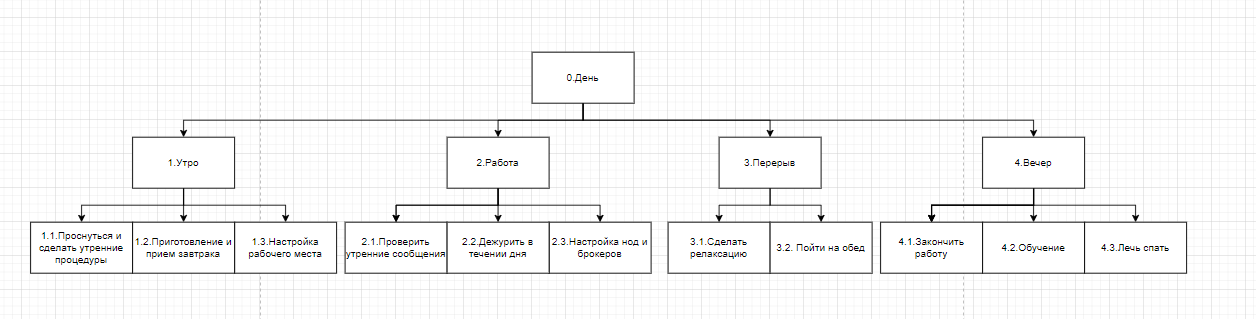 0.День
1.Утро
2.Работа
3.Перерыв
4.Вечер
1.1.Проснуться и
сделать утренние
процедуры
1.2.Приготовление и
прием завтрака
1.3.Настройка
рабочего места
2.1.Проверить
утренние сообщения
2.2.Дежурить в
течении дня
2.3.Настройка нод и
брокеров
3.1.Сделать
релаксацию
3.2. Пойти на обед
4.1.Закончить
работу
4.2.Обучение
4.3.Лечь спать